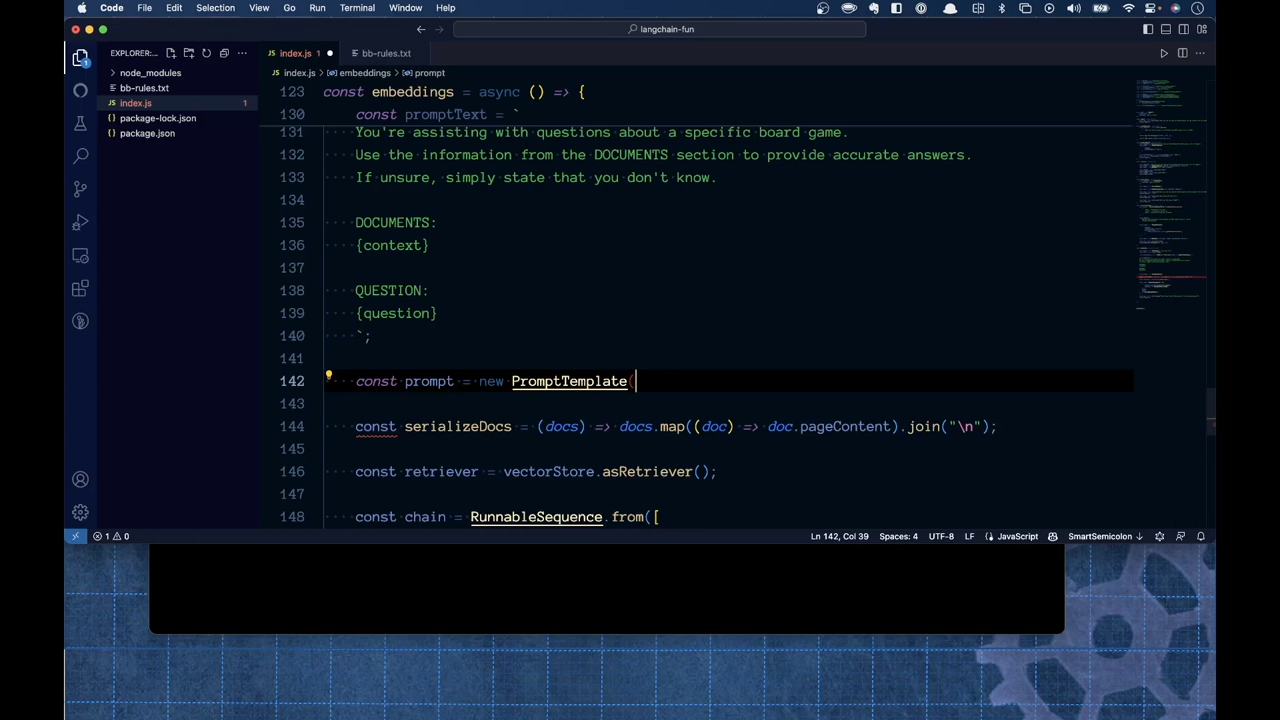 Code File Edit Selection View Go Run Terminal Window Help
langchain-fun
EXPLORER:...
index.js 1
bb-rules.txt
node_modules
bb-rules.txt
index.js 1
package-lock.json
package.json
index.js > embeddings > prompt
123 const embeddings = async () => {
130 const promptText = `
131 You're assisting with questions about a specific board game.
132 Use the information from the DOCUMENTS section to provide accurate answers.
133 If unsure, simply state that you don't know.
134
135 DOCUMENTS:
136 {context}
137
138 QUESTION:
139 {question}
140 `;
141
142 const prompt = new PromptTemplate(
143
144 const serializeDocs = (docs) => docs.map((doc) => doc.pageContent).join("\n");
145
146 const retriever = vectorStore.asRetriever();
147
148 const chain = RunnableSequence.from([
1 0 Ln 142, Col 39 Spaces: 4 UTF-8 LF JavaScript SmartSemicolon ↓